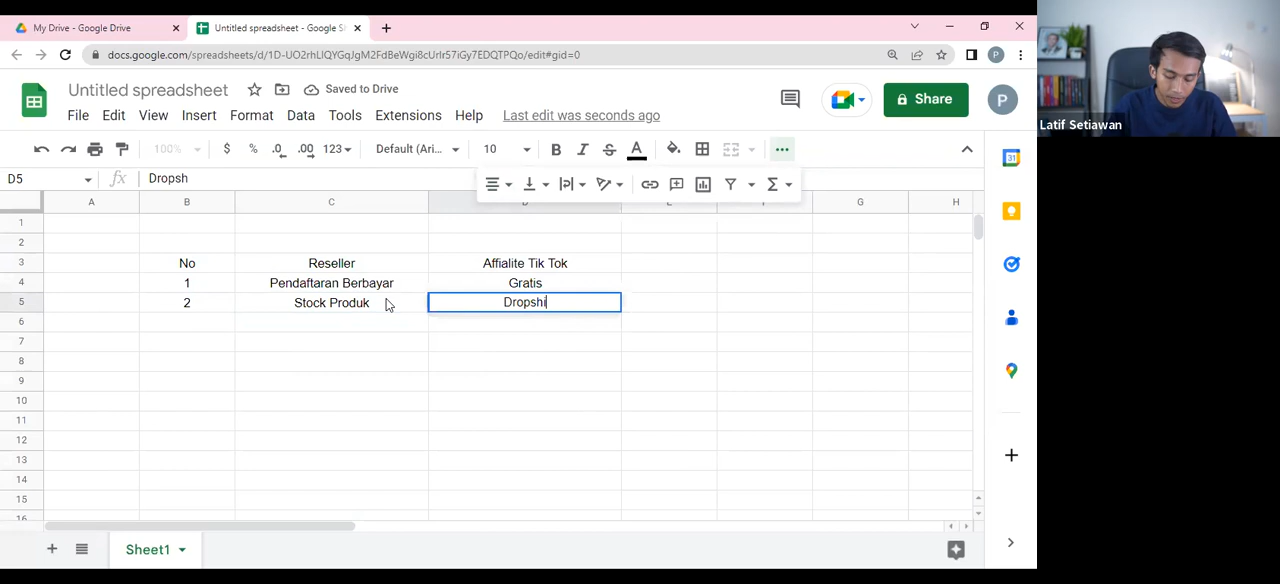 My Drive - Google Drive
Untitled spreadsheet - Google S
docs.google.com/spreadsheets/d/1D-UO2rhLIQYGqJgM2FdBeWgi8cUrIr57iGy7EDQTPQo/edit#gid=0
P
Untitled spreadsheet
Saved to Drive
Share
P
File Edit View Insert Format Data Tools Extensions Help Last edit was seconds ago
100% $ % .0 .00 123 Default (Ari... 10 B I S A
D5 fx Dropsh
A B C D E F G H
1
2
3 No Reseller Affialite Tik Tok
4 1 Pendaftaran Berbayar Gratis
5 2 Stock Produk Dropshi
6
7
8
9
10
11
12
13
14
15
16
Sheet1
31
Latif Setiawan